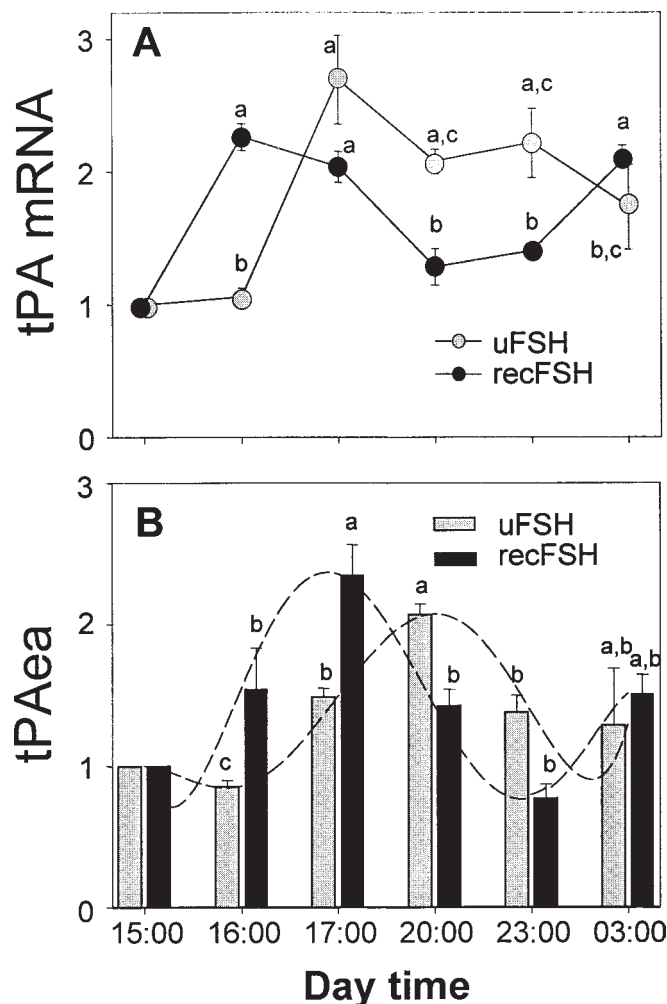 A
tPA mRNA
3
2
1
0
a
a
a
b
a,c
a,c
a
b
b
b,c
uFSH
recFSH
B
tPAea
3
2
1
0
uFSH
recFSH
a
a
b
b
c
b
b
b
a,b
a,b
15:00 16:00 17:00 20:00 23:00 03:00
Day time